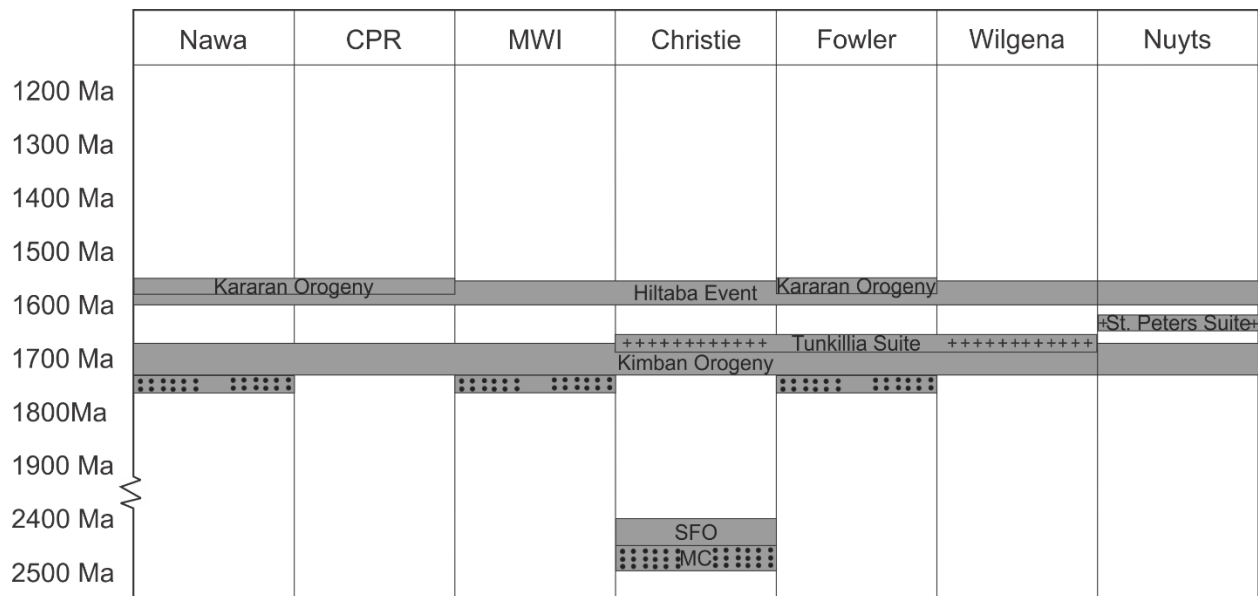 Nawa CPR MWI Christie Fowler Wilgena Nuyts
1200 Ma
1300 Ma
1400 Ma
1500 Ma
Kararan Orogeny Hiltaba Event Kararan Orogeny
1600 Ma
St. Peters Suite
Tunkillia Suite
1700 Ma
Kimban Orogeny
1800Ma
1900 Ma
2400 Ma
SFO
MC
2500 Ma